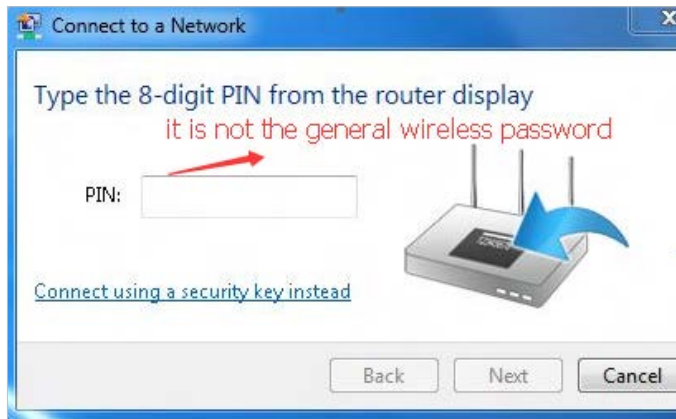 Connect to a Network
X
Type the 8-digit PIN from the router display
it is not the general wireless password
PIN:
Connect using a security key instead
Back Next Cancel